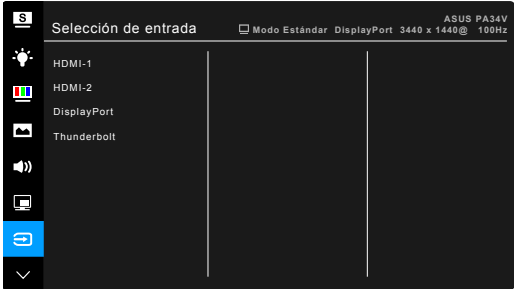 S
ASUS PA34V
Selección de entrada
Modo Estándar DisplayPort 3440 x 1440@ 100Hz
HDMI-1
HDMI-2
DisplayPort
Thunderbolt